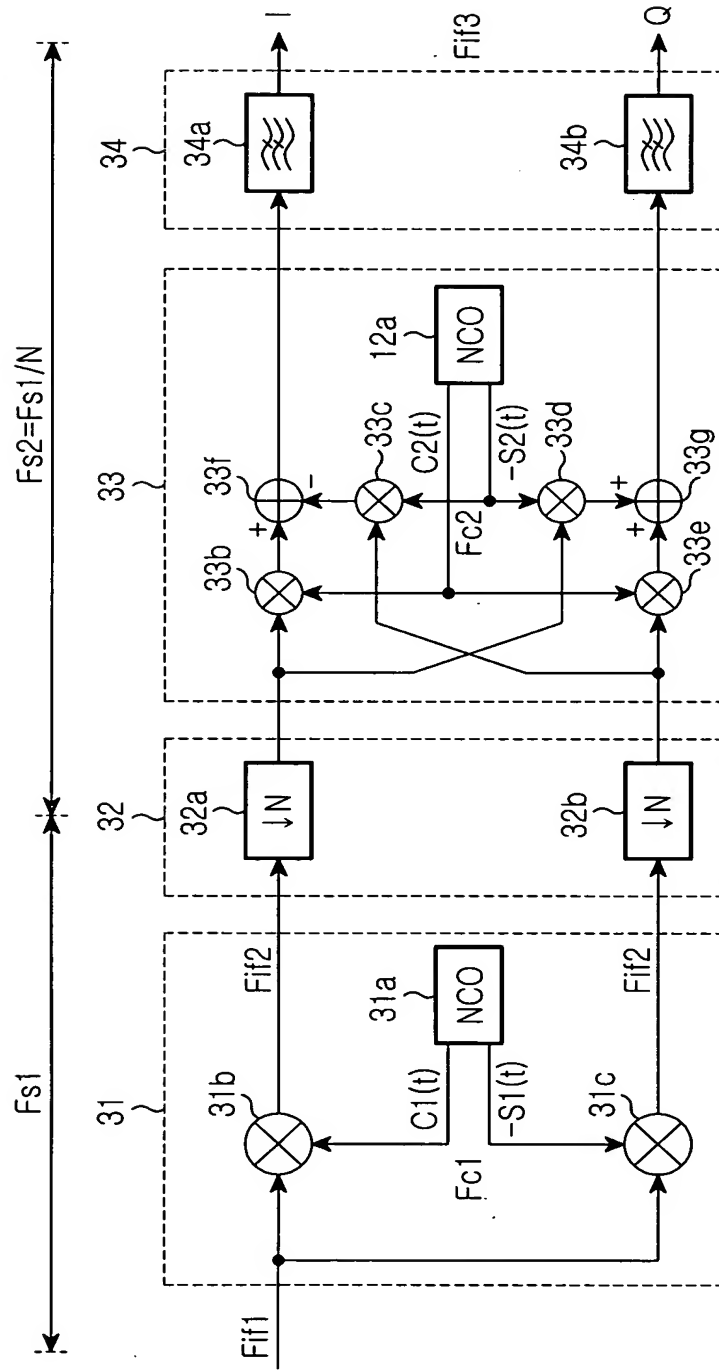 Fs1
Fs2=Fs1/N
31
32
33
34
Fif1
31b
Fif2
32a
↓N
33b
+
33f
-
34a
I
31a
NCO
C1(t)
-S1(t)
Fc1
33c
12a
NCO
C2(t)
-S2(t)
Fc2
33d
Fif3
31c
Fif2
32b
↓N
33e
+
+
33g
34b
Q